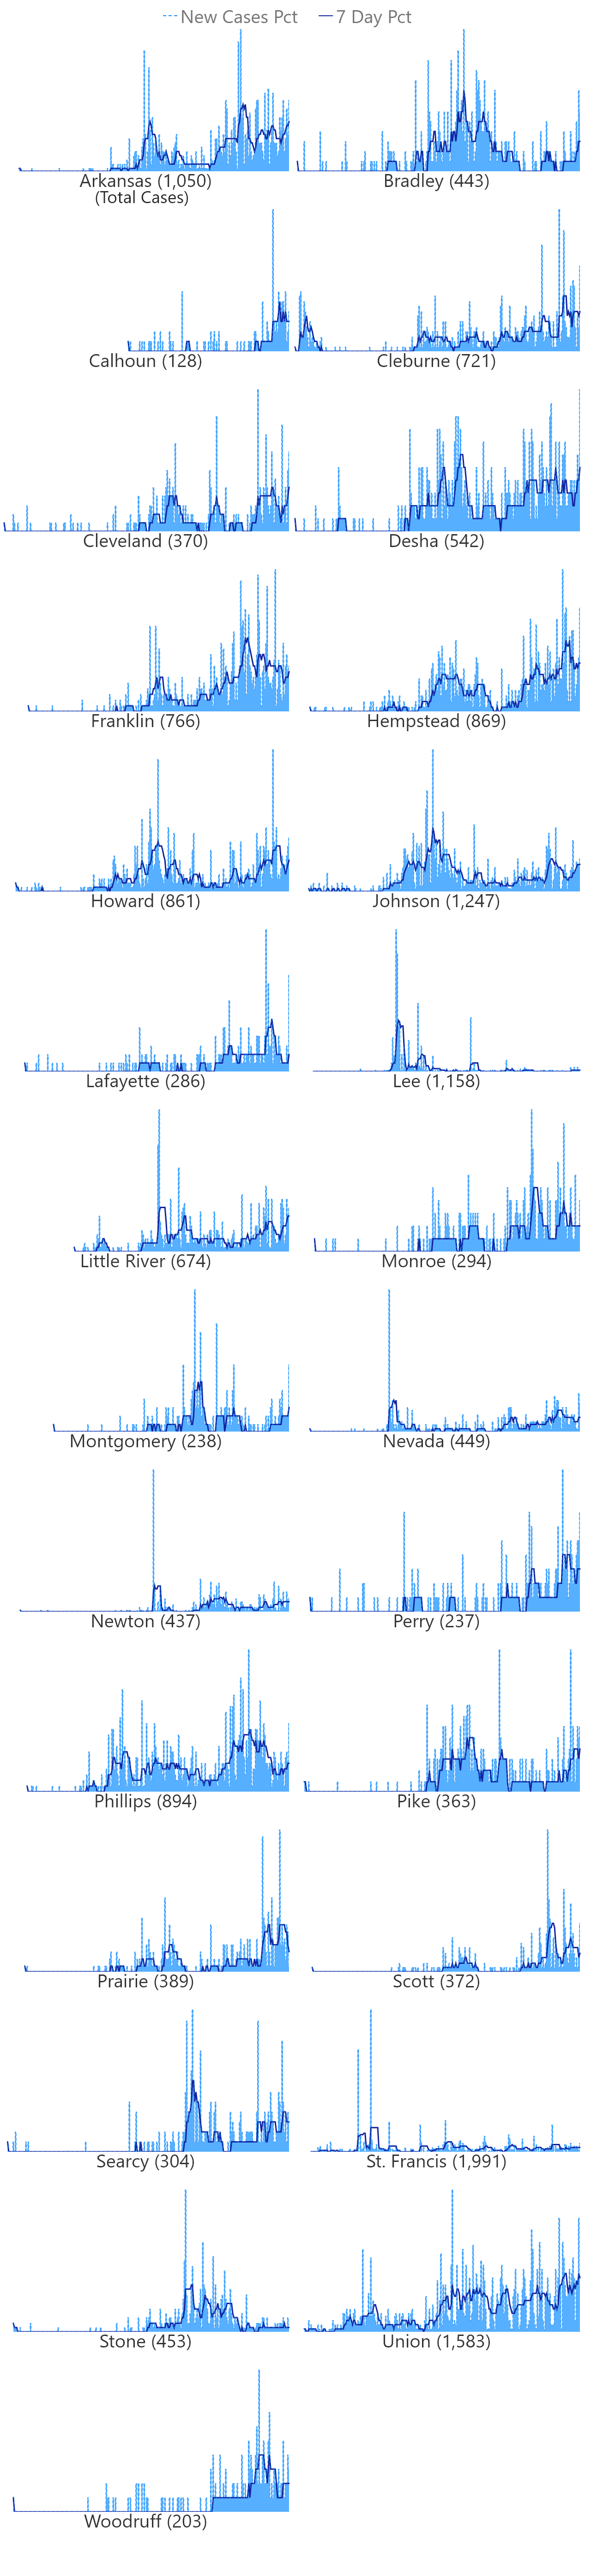 New Cases Pct 7 Day Pct
Arkansas (1,050) Bradley (443)
(Total Cases)
Calhoun (128) Cleburne (721)
Cleveland (370) Desha (542)
Franklin (766) Hempstead (869)
Howard (861) Johnson (1,247)
Lafayette (286) Lee (1,158)
Little River (674) Monroe (294)
Montgomery (238) Nevada (449)
Newton (437) Perry (237)
Phillips (894) Pike (363)
Prairie (389) Scott (372)
Searcy (304) St. Francis (1,991)
Stone (453) Union (1,583)
Woodruff (203)